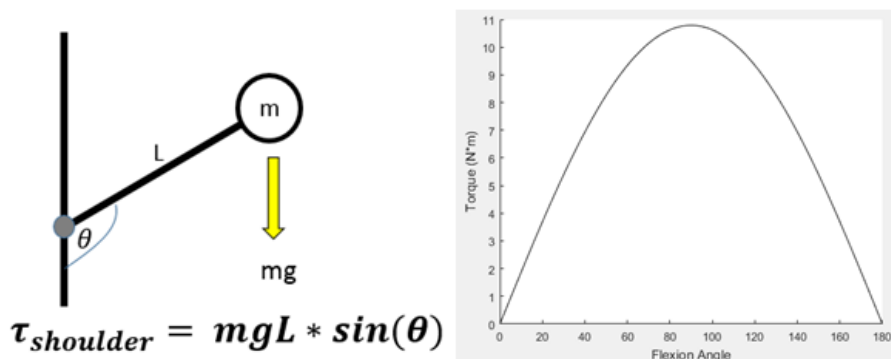 m
L
θ
mg
τ_shoulder = mgL * sin(θ)
Torque (N*m)
11
10
9
8
7
6
5
4
3
2
1
0
0 20 40 60 80 100 120 140 160 180
Flexion Angle